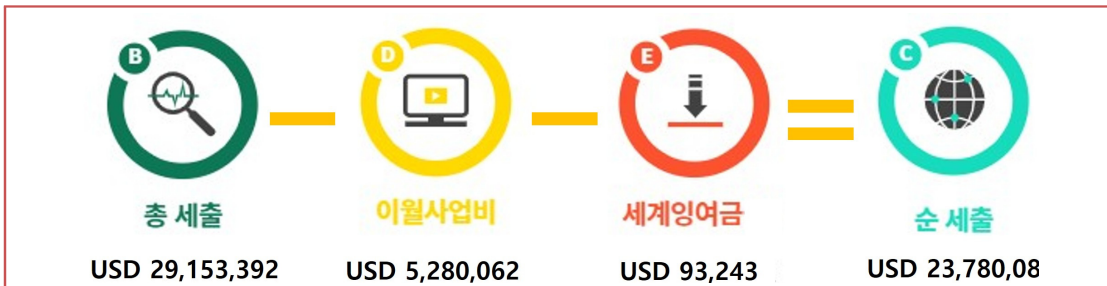 B D E C
총 세출 이월사업비 세계잉여금 순 세출
USD 29,153,392 USD 5,280,062 USD 93,243 USD 23,780,08